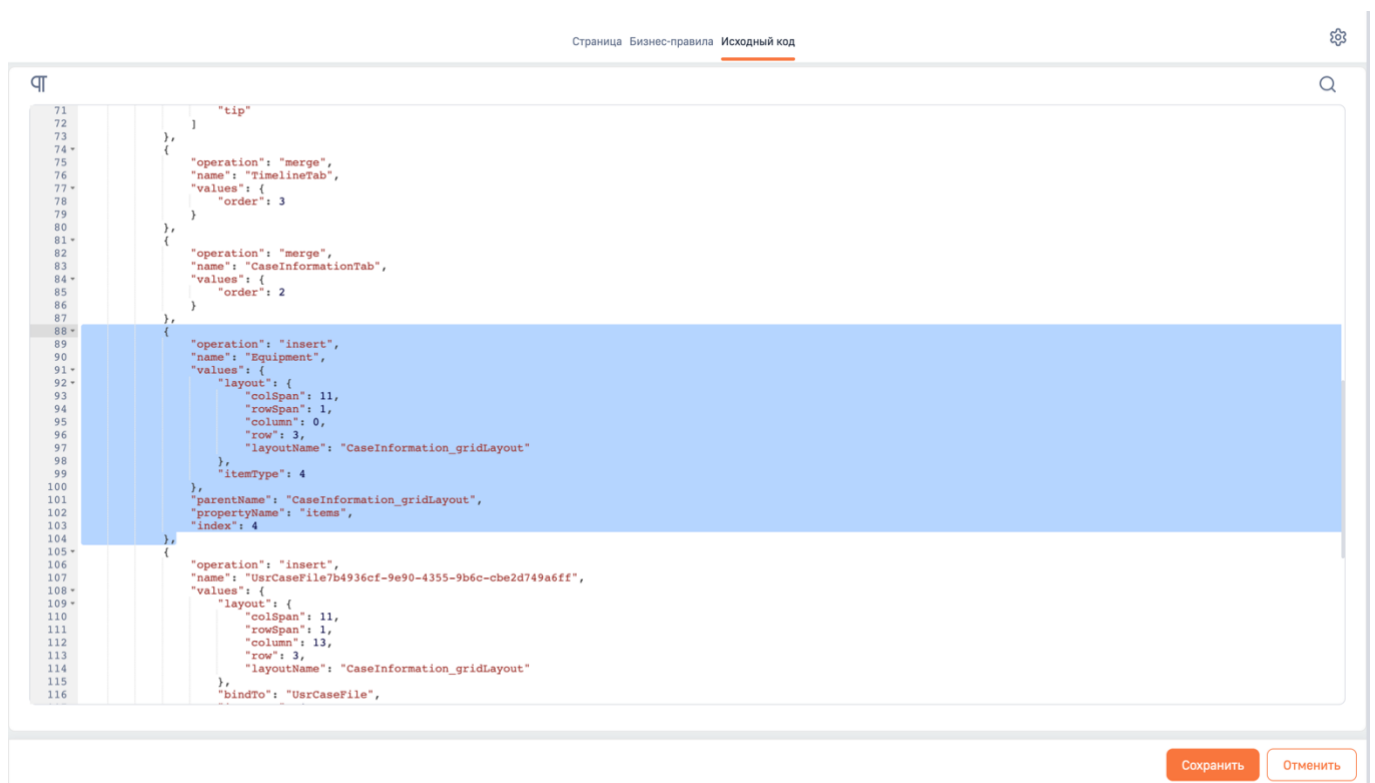 Страница Бизнес-правила Исходный код
71 "tip"
72 ]
73 },
74 {
75 "operation": "merge",
76 "name": "TimelineTab",
77 "values": {
78 "order": 3
79 }
80 },
81 {
82 "operation": "merge",
83 "name": "CaseInformationTab",
84 "values": {
85 "order": 2
86 }
87 },
88 {
89 "operation": "insert",
90 "name": "Equipment",
91 "values": {
92 "layout": {
93 "colSpan": 11,
94 "rowSpan": 1,
95 "column": 0,
96 "row": 3,
97 "layoutName": "CaseInformation_gridLayout"
98 },
99 "itemType": 4
100 },
101 "parentName": "CaseInformation_gridLayout",
102 "propertyName": "items",
103 "index": 4
104 },
105 {
106 "operation": "insert",
107 "name": "UsrCaseFile7b4936cf-9e90-4355-9b6c-cbe2d749a6ff",
108 "values": {
109 "layout": {
110 "colSpan": 11,
111 "rowSpan": 1,
112 "column": 13,
113 "row": 3,
114 "layoutName": "CaseInformation_gridLayout"
115 },
116 "bindTo": "UsrCaseFile",
Сохранить Отменить